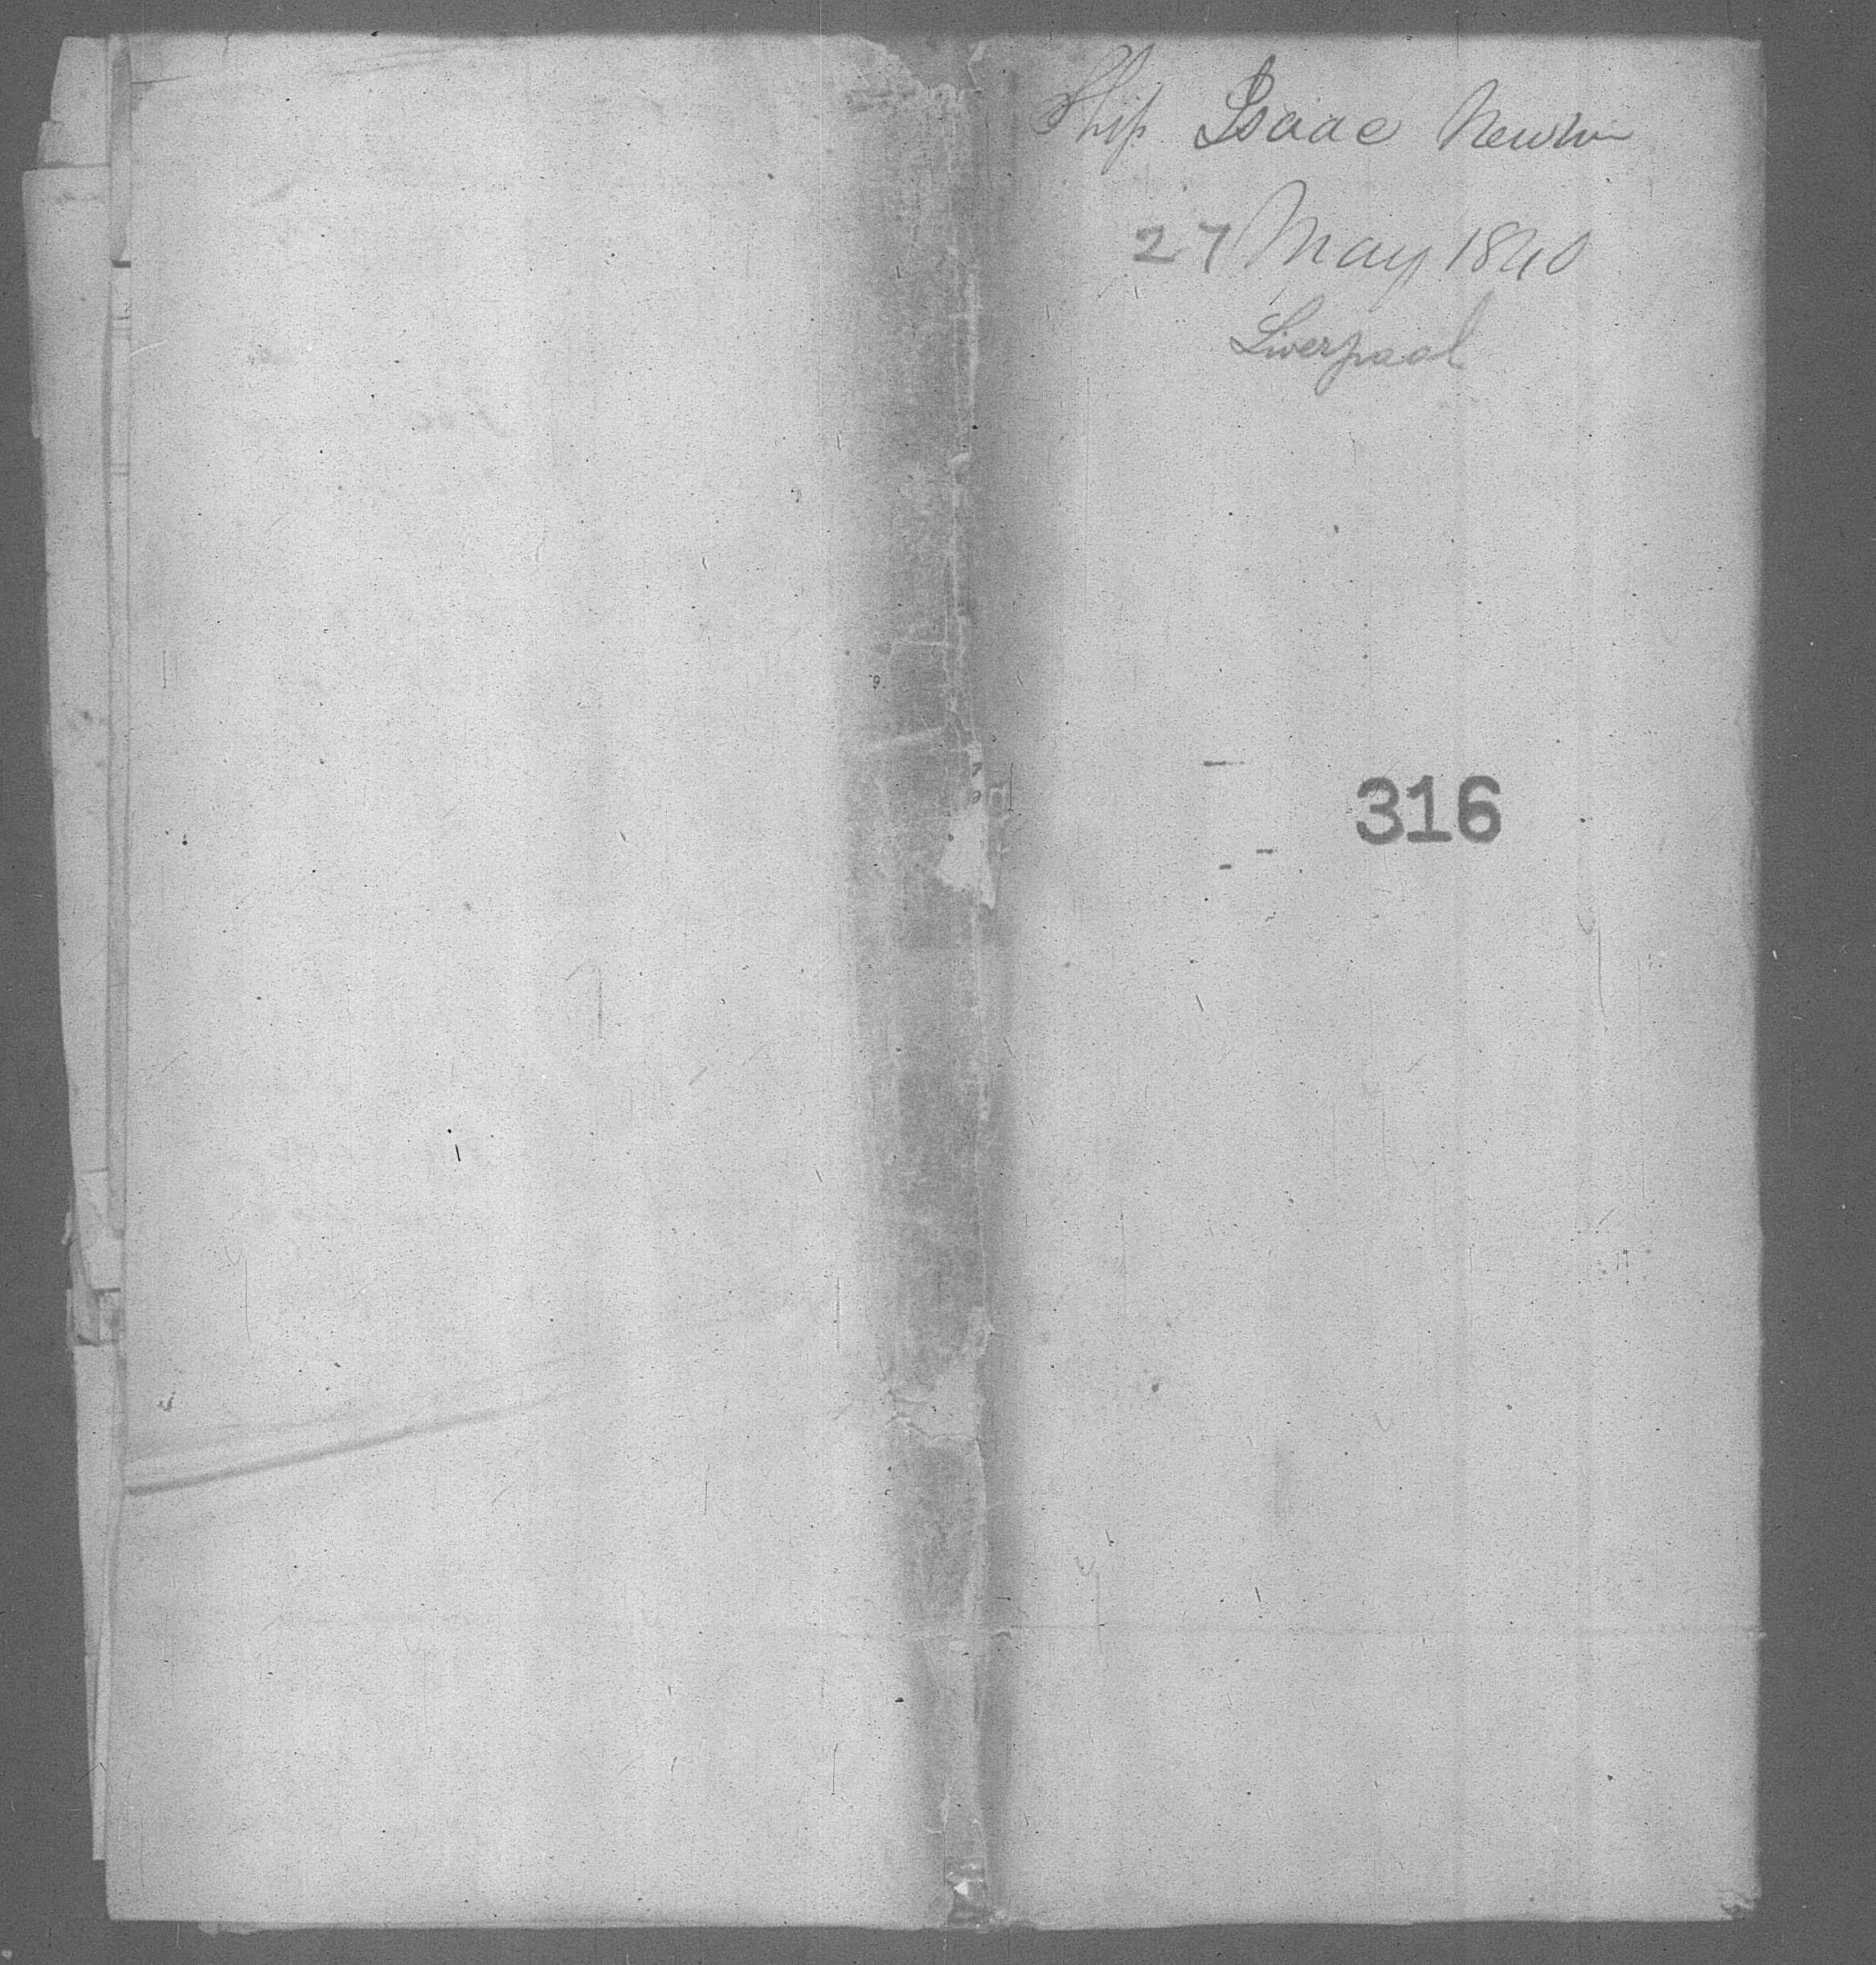 Ship Isaac Newton
27 May 1840
Liverpool
316